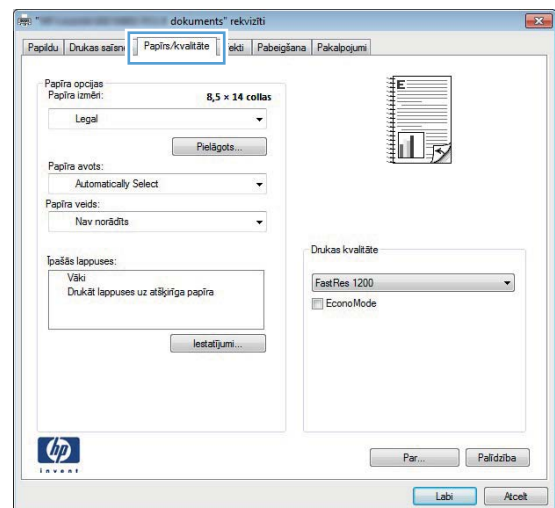 dokuments" rekvizīti
Papildu Drukas saīsn Papīrs/kvalitāte ekti Pabeigšana Pakalpojumi
Papīra opcijas
Papīra izmēri: 8,5 × 14 collas
Legal
Pielāgots...
Papīra avots:
Automatically Select
Papīra veids:
Nav norādīts
Īpašās lappuses:
Vāki
Drukāt lappuses uz atšķirīga papīra
Iestatījumi...
E
Drukas kvalitāte
FastRes 1200
EconoMode
hp
invent
Par... Palīdzība
Labi Atcelt